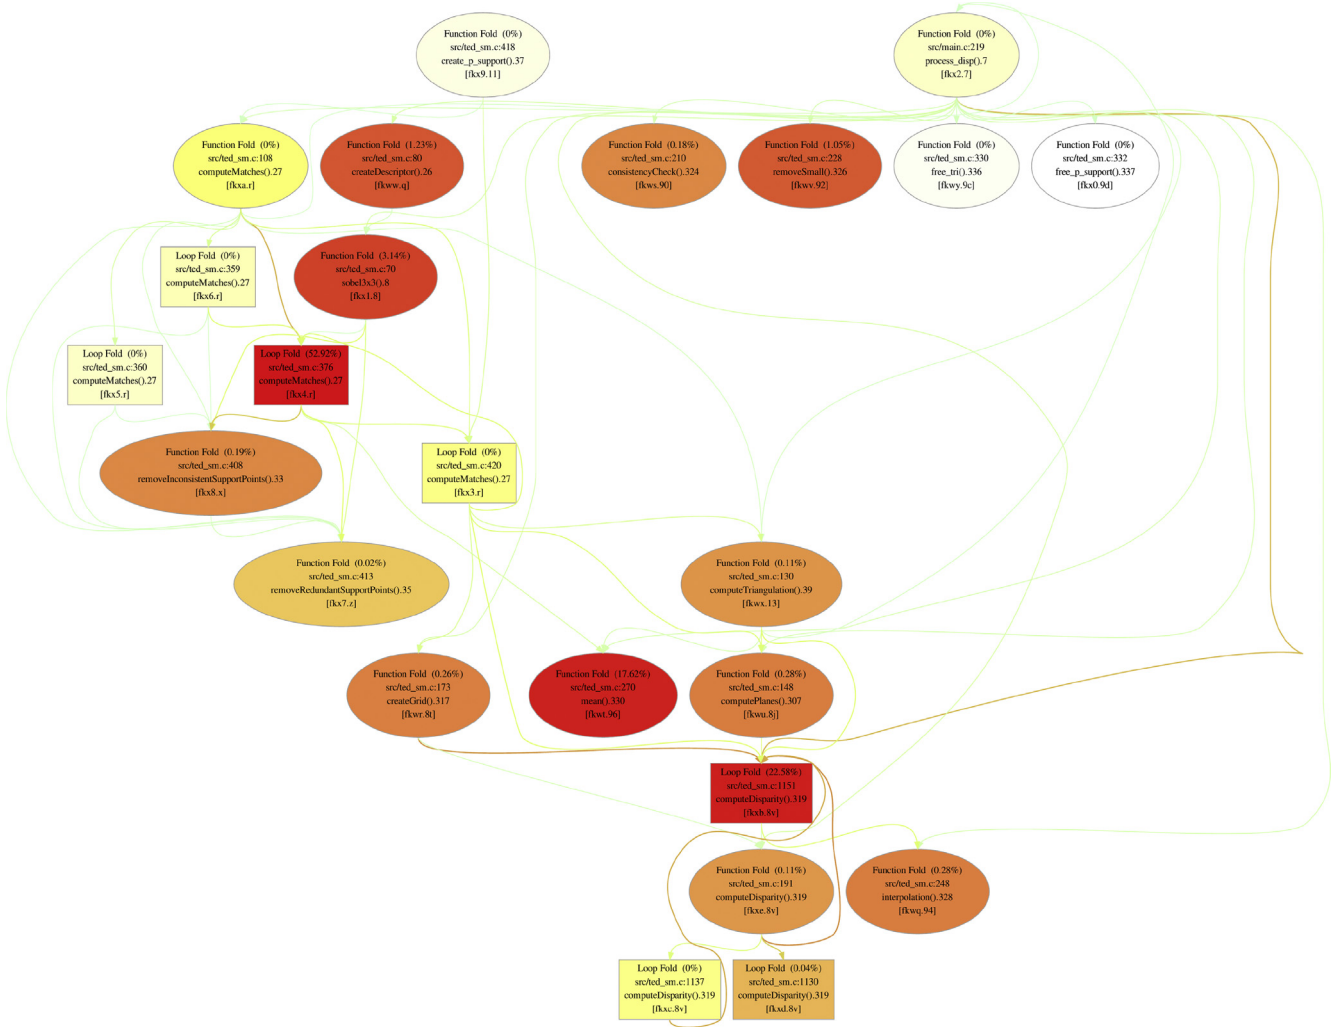 Function Fold (0%)
src/ted_sm.c:418
create_p_support().37
[fkx9.11]
Function Fold (0%)
src/main.c:219
process_disp().7
[fkx2.7]
Function Fold (0%)
src/ted_sm.c:108
computeMatches().27
[fkxa.r]
Function Fold (1.23%)
src/ted_sm.c:80
createDescriptor().26
[fkww.q]
Function Fold (0.18%)
src/ted_sm.c:210
consistencyCheck().324
[fkws.90]
Function Fold (1.05%)
src/ted_sm.c:228
removeSmall().326
[fkwv.92]
Function Fold (0%)
src/ted_sm.c:330
free_tri().336
[fkwy.9c]
Function Fold (0%)
src/ted_sm.c:332
free_p_support().337
[fkx0.9d]
Loop Fold (0%)
src/ted_sm.c:359
computeMatches().27
[fkx6.r]
Function Fold (3.14%)
src/ted_sm.c:70
sobel3x3().8
[fkx1.8]
Loop Fold (0%)
src/ted_sm.c:360
computeMatches().27
[fkx5.r]
Loop Fold (52.92%)
src/ted_sm.c:376
computeMatches().27
[fkx4.r]
Function Fold (0.19%)
src/ted_sm.c:408
removeInconsistentSupportPoints().33
[fkx8.x]
Loop Fold (0%)
src/ted_sm.c:420
computeMatches().27
[fkx3.r]
Function Fold (0.02%)
src/ted_sm.c:413
removeRedundantSupportPoints().35
[fkx7.z]
Function Fold (0.11%)
src/ted_sm.c:130
computeTriangulation().39
[fkwx.13]
Function Fold (0.26%)
src/ted_sm.c:173
createGrid().317
[fkwr.8t]
Function Fold (17.62%)
src/ted_sm.c:270
mean().330
[fkwt.96]
Function Fold (0.28%)
src/ted_sm.c:148
computePlanes().307
[fkwu.8j]
Loop Fold (22.58%)
src/ted_sm.c:1151
computeDisparity().319
[fkxb.8v]
Function Fold (0.11%)
src/ted_sm.c:191
computeDisparity().319
[fkxe.8v]
Function Fold (0.28%)
src/ted_sm.c:248
interpolation().328
[fkwq.94]
Loop Fold (0%)
src/ted_sm.c:1137
computeDisparity().319
[fkxc.8v]
Loop Fold (0.04%)
src/ted_sm.c:1130
computeDisparity().319
[fkxd.8v]